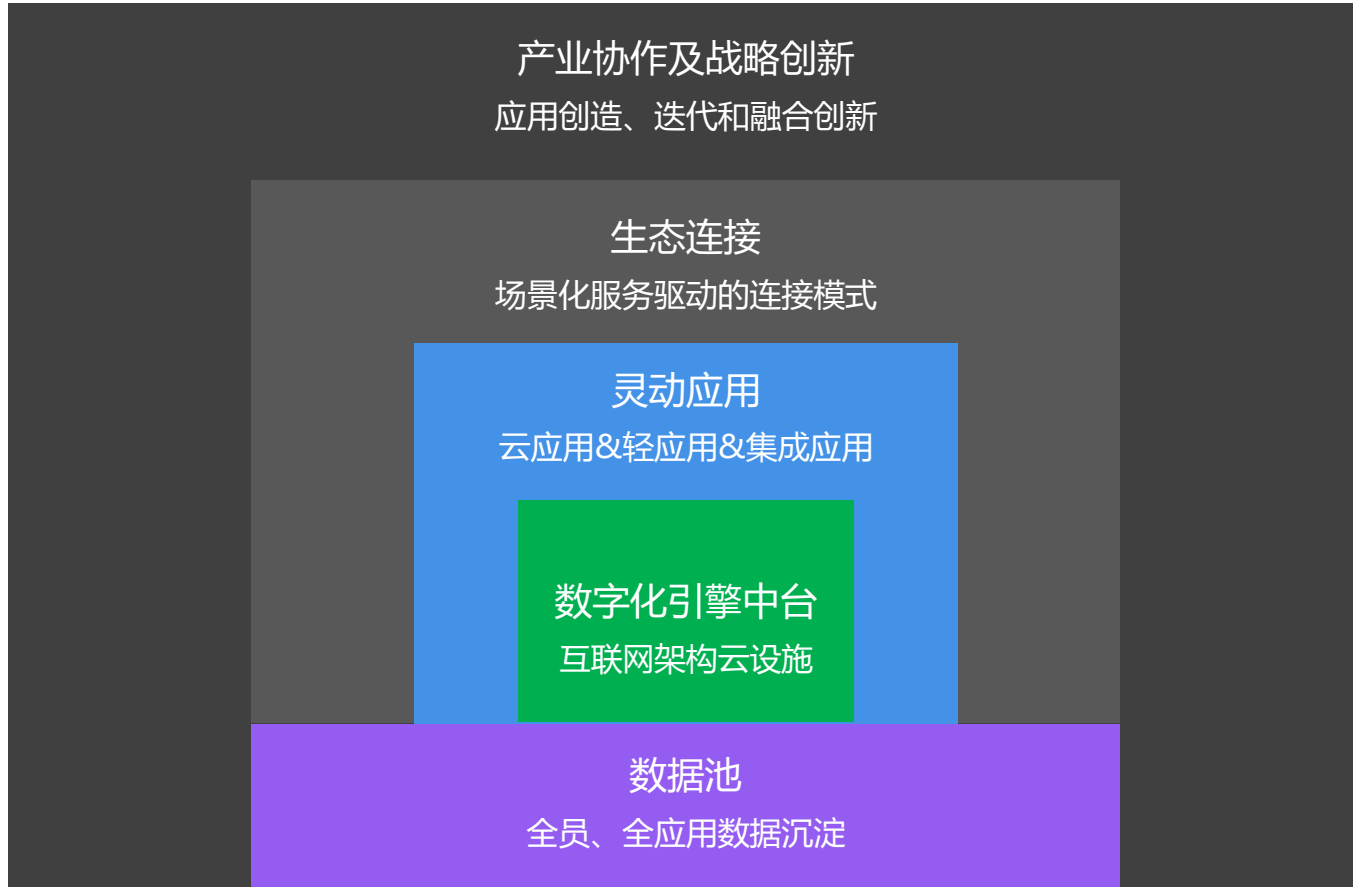 产业协作及战略创新
应用创造、迭代和融合创新
生态连接
场景化服务驱动的连接模式
灵动应用
云应用&轻应用&集成应用
数字化引擎中台
互联网架构云设施
数据池
全员、全应用数据沉淀